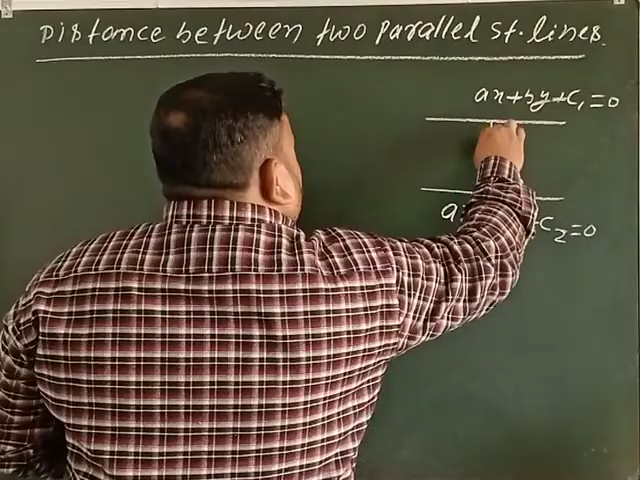 Distance between two parallel st. lines.
ax+by+c₁=0
a c₂=0